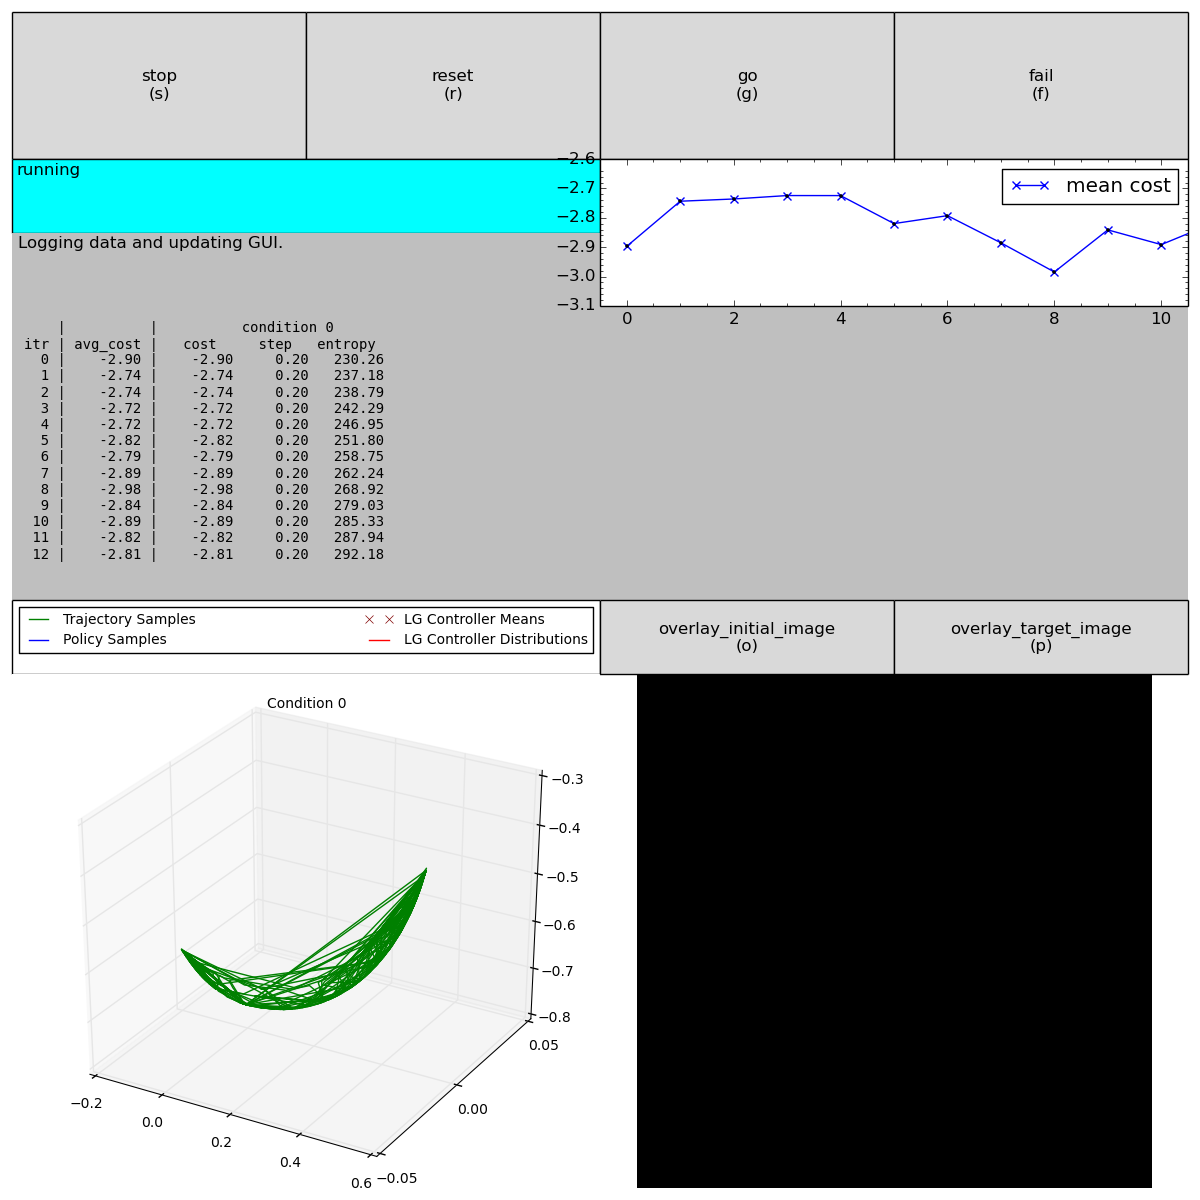 stop
(s)
reset
(r)
go
(g)
fail
(f)
running
Logging data and updating GUI.
−2.6
−2.7
−2.8
−2.9
−3.0
−3.1
mean cost
0 2 4 6 8 10
| | condition 0
itr | avg_cost | cost step entropy
0 | -2.90 | -2.90 0.20 230.26
1 | -2.74 | -2.74 0.20 237.18
2 | -2.74 | -2.74 0.20 238.79
3 | -2.72 | -2.72 0.20 242.29
4 | -2.72 | -2.72 0.20 246.95
5 | -2.82 | -2.82 0.20 251.80
6 | -2.79 | -2.79 0.20 258.75
7 | -2.89 | -2.89 0.20 262.24
8 | -2.98 | -2.98 0.20 268.92
9 | -2.84 | -2.84 0.20 279.03
10 | -2.89 | -2.89 0.20 285.33
11 | -2.82 | -2.82 0.20 287.94
12 | -2.81 | -2.81 0.20 292.18
Trajectory Samples
Policy Samples
LG Controller Means
LG Controller Distributions
overlay_initial_image
(o)
overlay_target_image
(p)
Condition 0
−0.3
−0.4
−0.5
−0.6
−0.7
−0.8
0.05
0.00
−0.05
−0.2
0.0
0.2
0.4
0.6